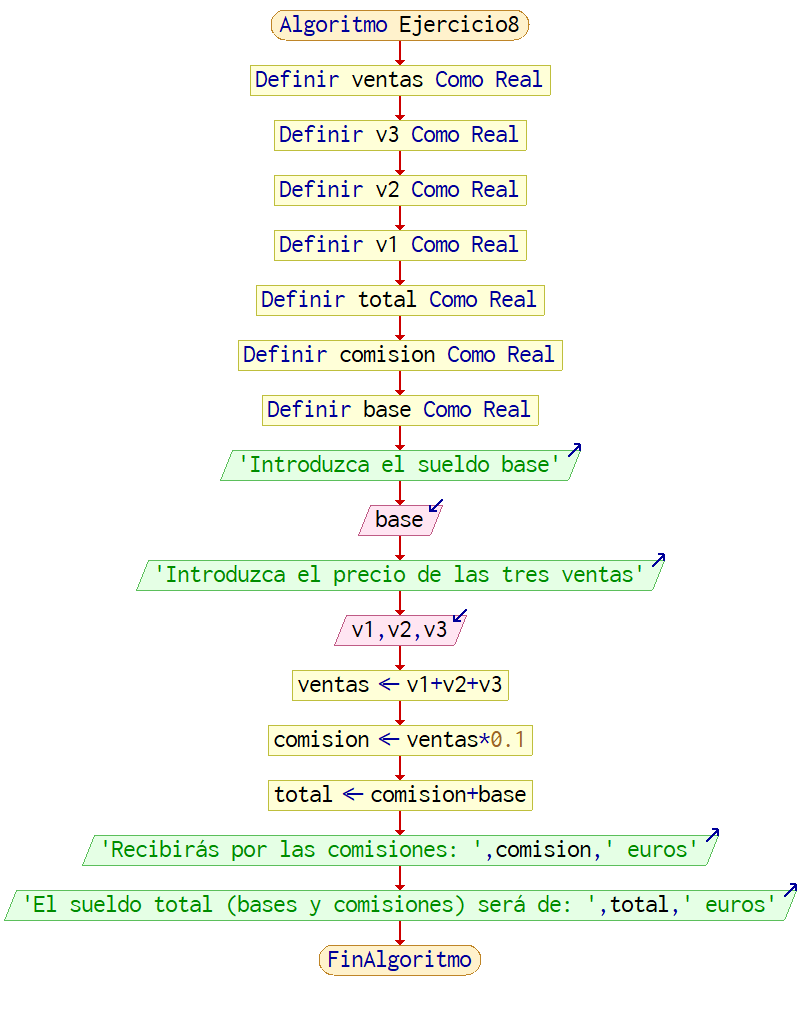 Algoritmo Ejercicio8
Definir ventas Como Real
Definir v3 Como Real
Definir v2 Como Real
Definir v1 Como Real
Definir total Como Real
Definir comision Como Real
Definir base Como Real
'Introduzca el sueldo base'
base
'Introduzca el precio de las tres ventas'
v1,v2,v3
ventas ← v1+v2+v3
comision ← ventas*0.1
total ← comision+base
'Recibirás por las comisiones: ',comision,' euros'
'El sueldo total (bases y comisiones) será de: ',total,' euros'
FinAlgoritmo